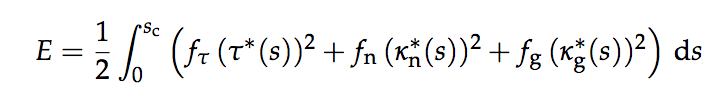 E = \frac{1}{2} \int_0^{s_c} \left( f_\tau (\tau^*(s))^2 + f_n (\kappa_n^*(s))^2 + f_g (\kappa_g^*(s))^2 \right) ds